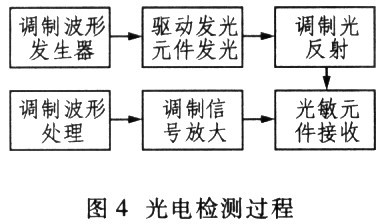 调制波形
发生器
驱动发光
元件发光
调制光
反射
调制波形
处理
调制信
号放大
光敏元
件接收
图4 光电检测过程